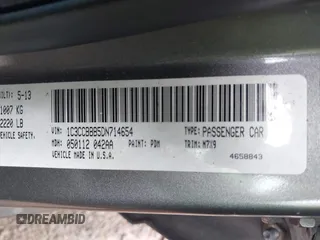 5-13
1007 KG
2220 LB
VEHICLE SAFETY.
VIN: 1C3CCBBB5DN714654
TYPE: PASSENGER CAR
MDH: 050112 042AA
PAINT: PDM
TRIM: M7X9
VEHICLE MADE IN U.S.A.
4658843
DREAMBID